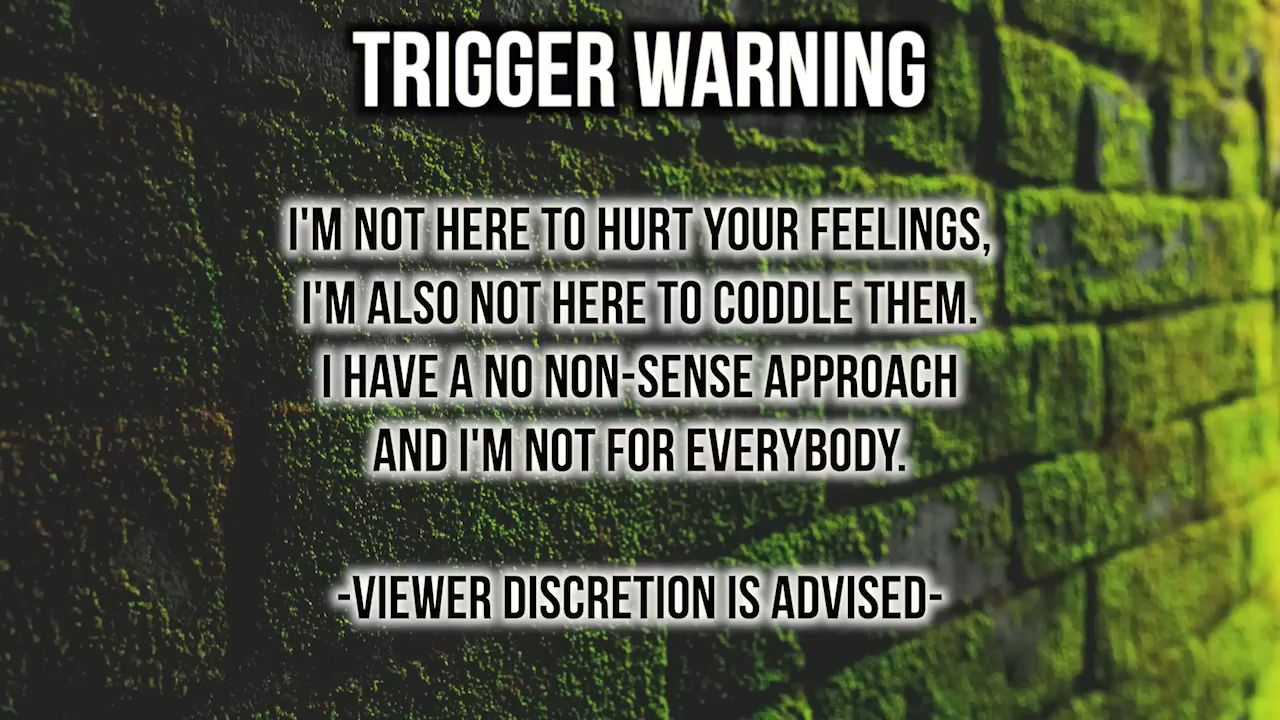 TRIGGER WARNING
I'M NOT HERE TO HURT YOUR FEELINGS,
I'M ALSO NOT HERE TO CODDLE THEM.
I HAVE A NO NON-SENSE APPROACH
AND I'M NOT FOR EVERYBODY.
-VIEWER DISCRETION IS ADVISED-